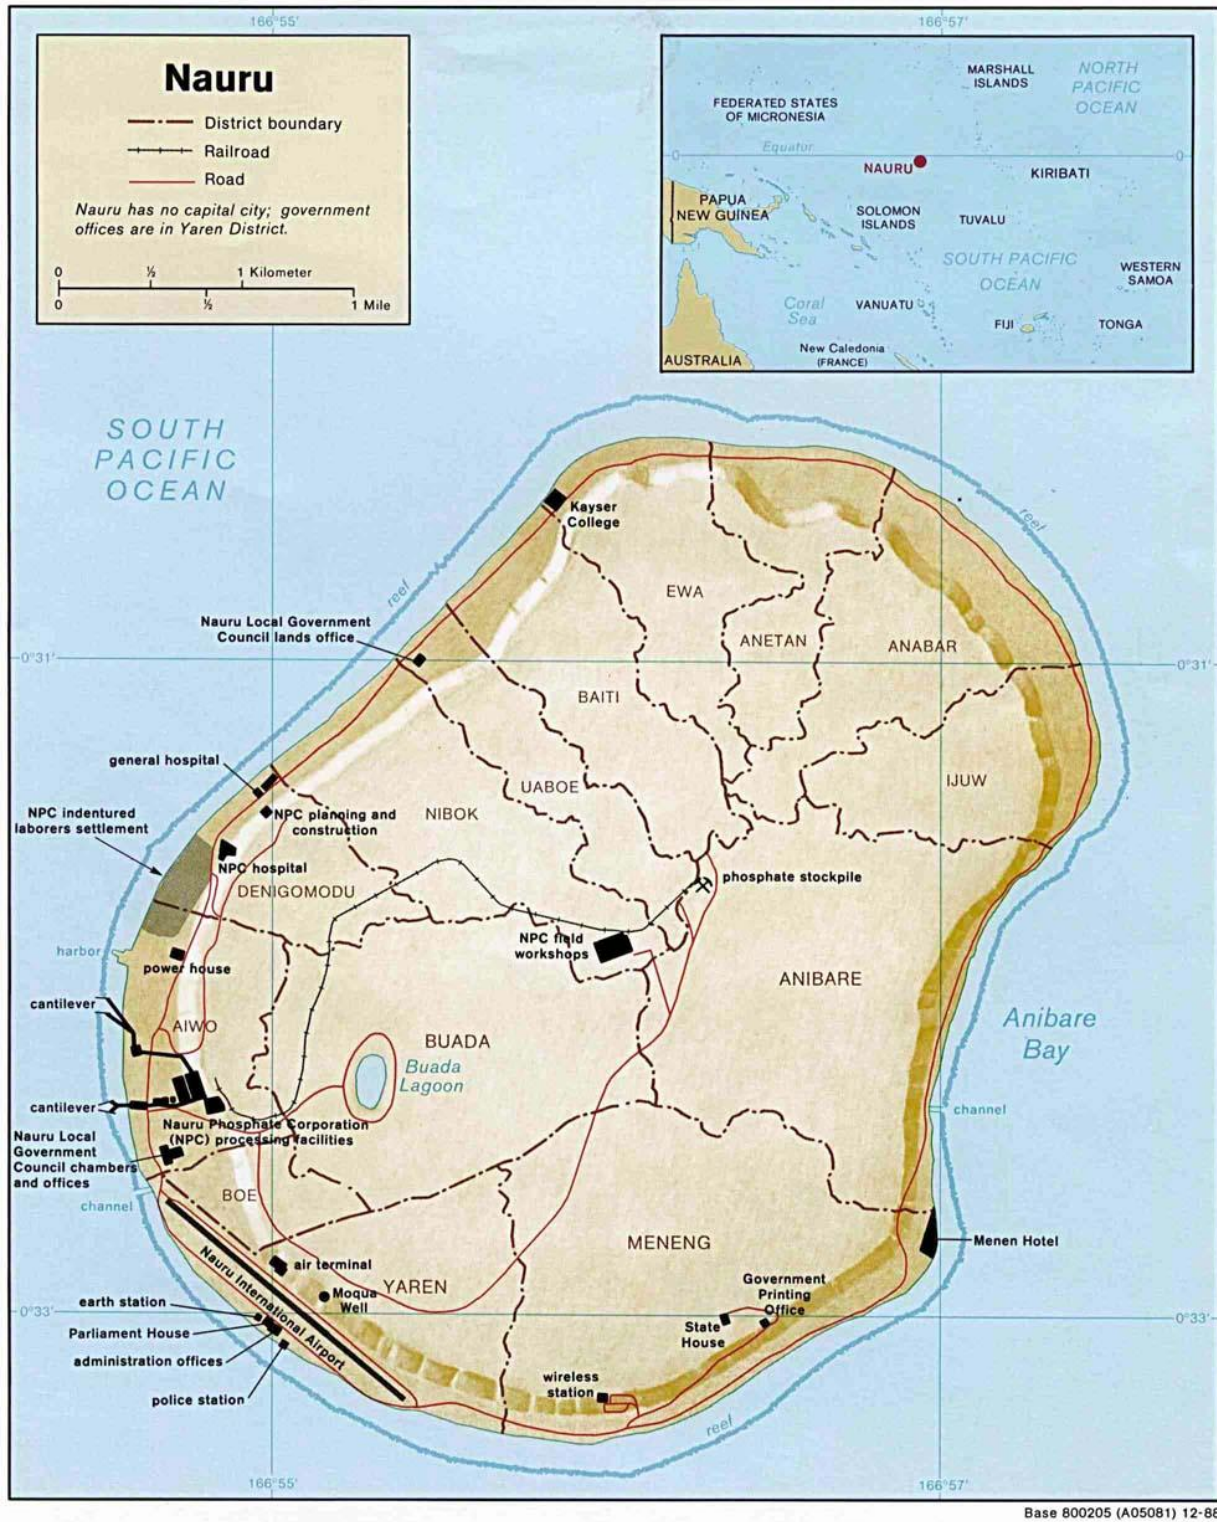 166°55'
166°57'
Nauru
District boundary
Railroad
Road
Nauru has no capital city; government
offices are in Yaren District.
0 ½ 1 Kilometer
0 ½ 1 Mile
MARSHALL
ISLANDS
NORTH
PACIFIC
OCEAN
FEDERATED STATES
OF MICRONESIA
Equator
0
0
NAURU
KIRIBATI
PAPUA
NEW GUINEA
SOLOMON
ISLANDS
TUVALU
SOUTH PACIFIC
OCEAN
WESTERN
SAMOA
Coral
Sea
VANUATU
FIJI
TONGA
New Caledonia
(FRANCE)
AUSTRALIA
SOUTH
PACIFIC
OCEAN
Kayser
College
reef
reef
EWA
Nauru Local Government
Council lands office
ANETAN
ANABAR
0°31'
0°31'
BAITI
general hospital
UABOE
IJUW
NPC indentured
laborers settlement
NPC planning and
construction
NIBOK
NPC hospital
DENIGOMODU
phosphate stockpile
harbor
power house
NPC field
workshops
ANIBARE
cantilever
AIWO
BUADA
Anibare
Bay
Buada
Lagoon
cantilever
channel
Nauru Phosphate Corporation
(NPC) processing facilities
Nauru Local
Government
Council chambers
and offices
BOE
channel
MENENG
Menen Hotel
Nauru International Airport
air terminal
YAREN
Moqua
Well
Government
Printing
Office
earth station
Parliament House
State
House
0°33'
0°33'
administration offices
wireless
station
police station
reef
166°55'
166°57'
Base 800205 (A05081) 12-88